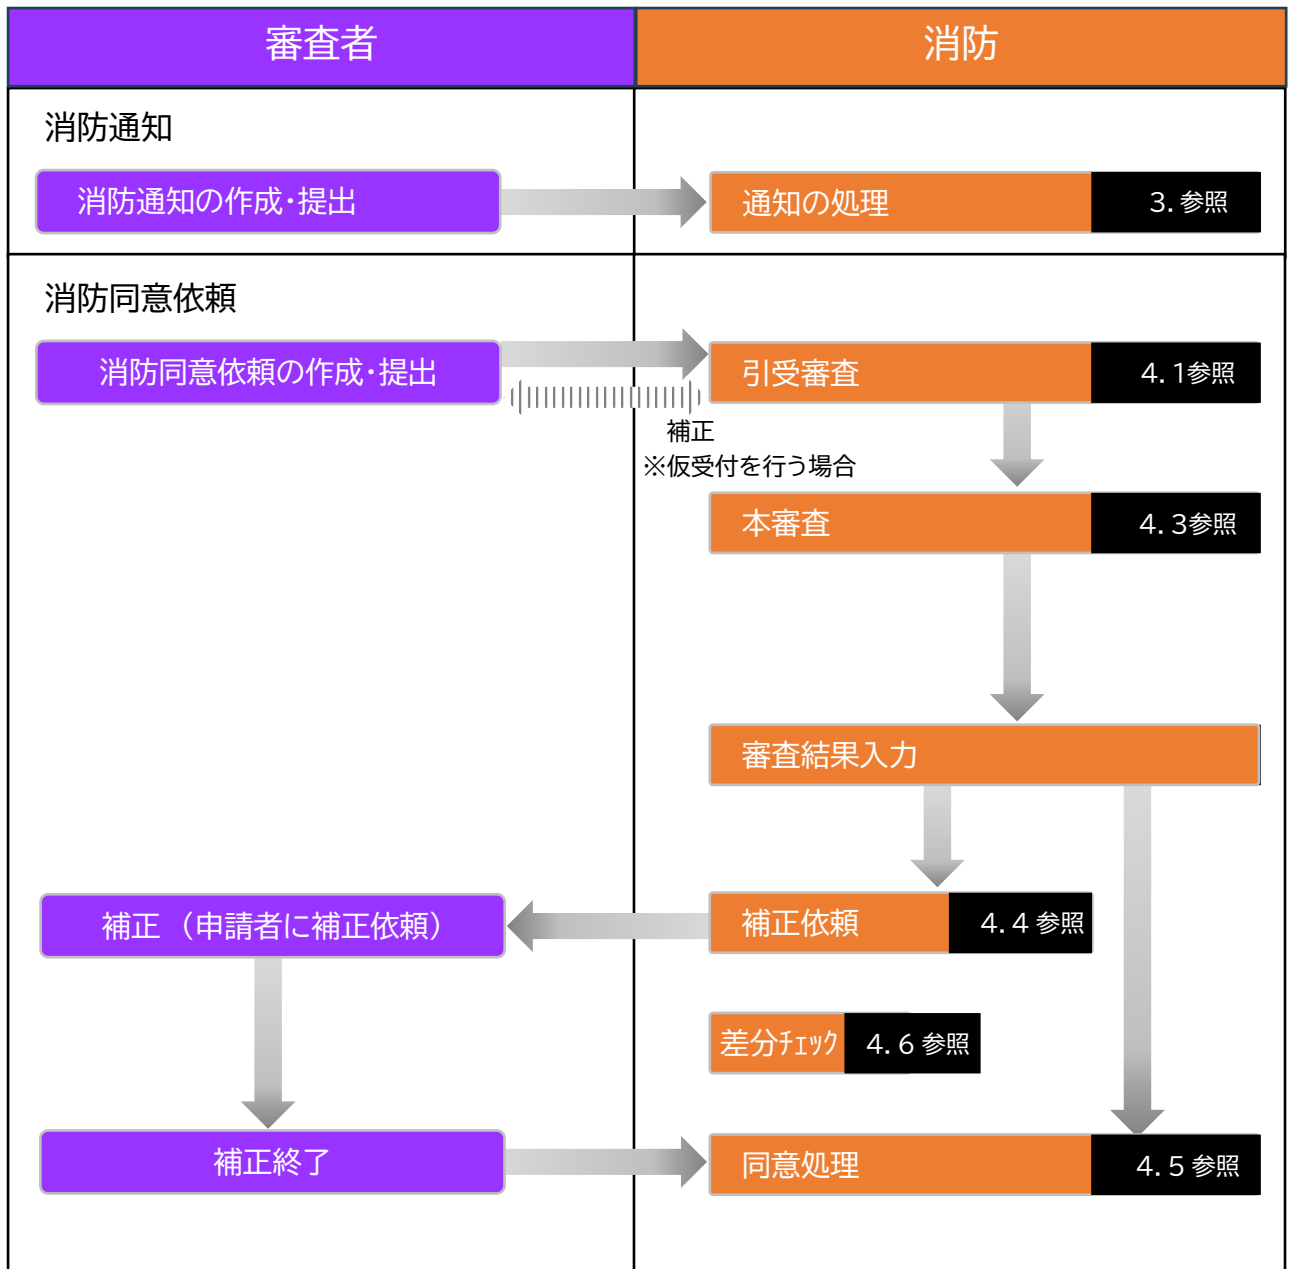 審査者
消防
消防通知
消防通知の作成・提出
通知の処理
3．参照
消防同意依頼
消防同意依頼の作成・提出
引受審査
4．1参照
補正
※仮受付を行う場合
本審査
4．3参照
審査結果入力
補正（申請者に補正依頼）
補正依頼
4．4 参照
差分ﾁｪｯｸ
4．6 参照
補正終了
同意処理
4．5 参照